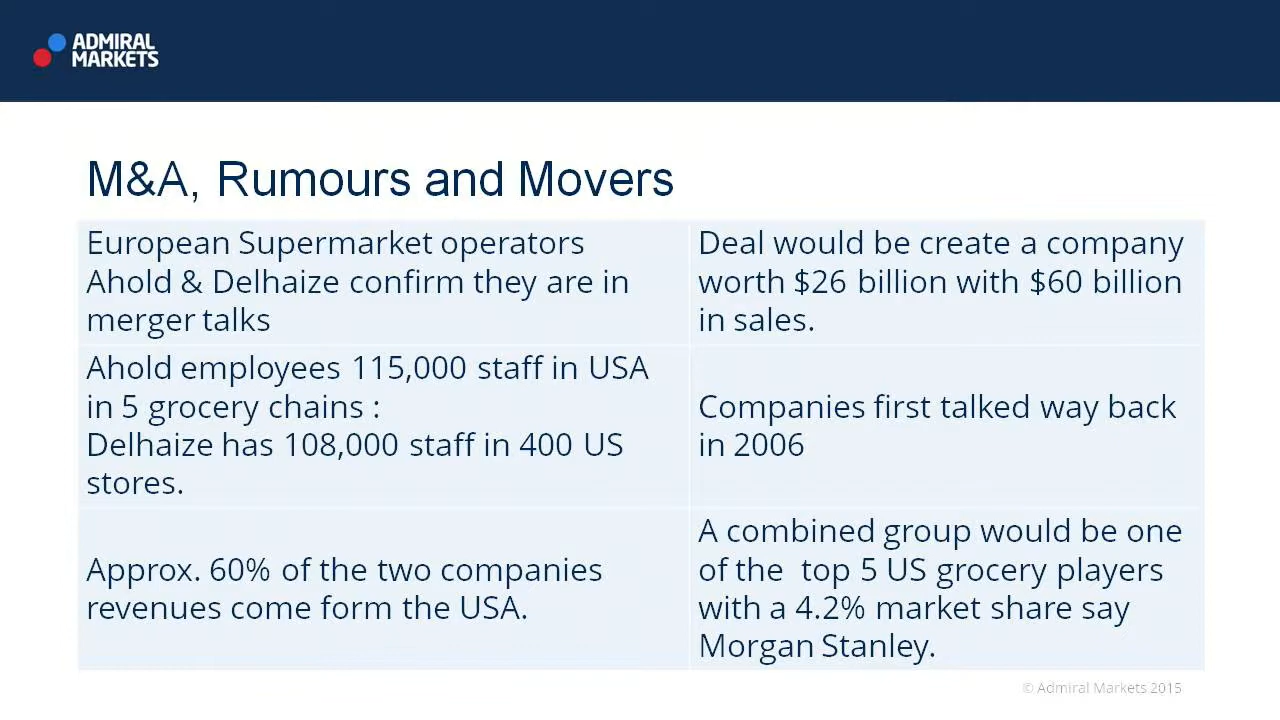 ADMIRAL
MARKETS
M&A, Rumours and Movers
European Supermarket operators
Ahold & Delhaize confirm they are in
merger talks
Deal would be create a company
worth $26 billion with $60 billion
in sales.
Ahold employees 115,000 staff in USA
in 5 grocery chains :
Delhaize has 108,000 staff in 400 US
stores.
Companies first talked way back
in 2006
Approx. 60% of the two companies
revenues come form the USA.
A combined group would be one
of the  top 5 US grocery players
with a 4.2% market share say
Morgan Stanley.
© Admiral Markets 2015